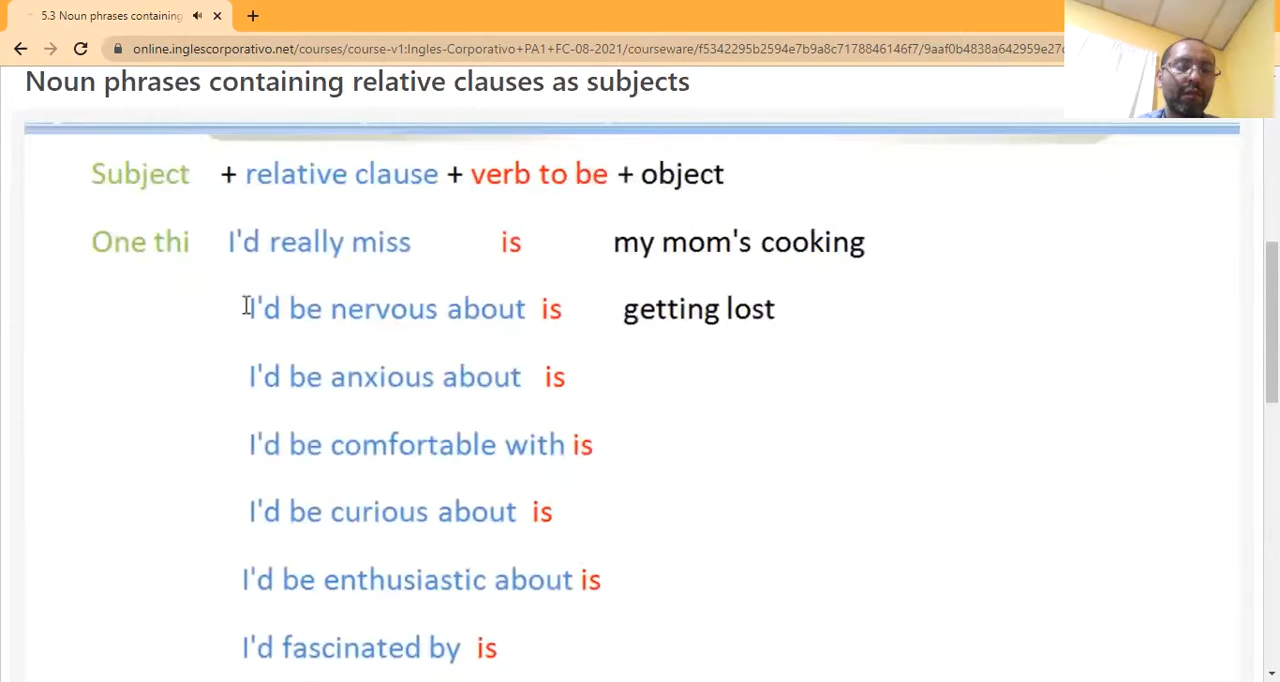 5.3 Noun phrases containing
online.inglescorporativo.net/courses/course-v1:Ingles-Corporativo+PA1+FC-08-2021/courseware/f5342295b2594e7b9a8c7178846146f7/9aaf0b4838a642959e27c
Noun phrases containing relative clauses as subjects
Subject + relative clause + verb to be + object
One thi I'd really miss is my mom's cooking
I'd be nervous about is getting lost
I'd be anxious about is
I'd be comfortable with is
I'd be curious about is
I'd be enthusiastic about is
I'd fascinated by is